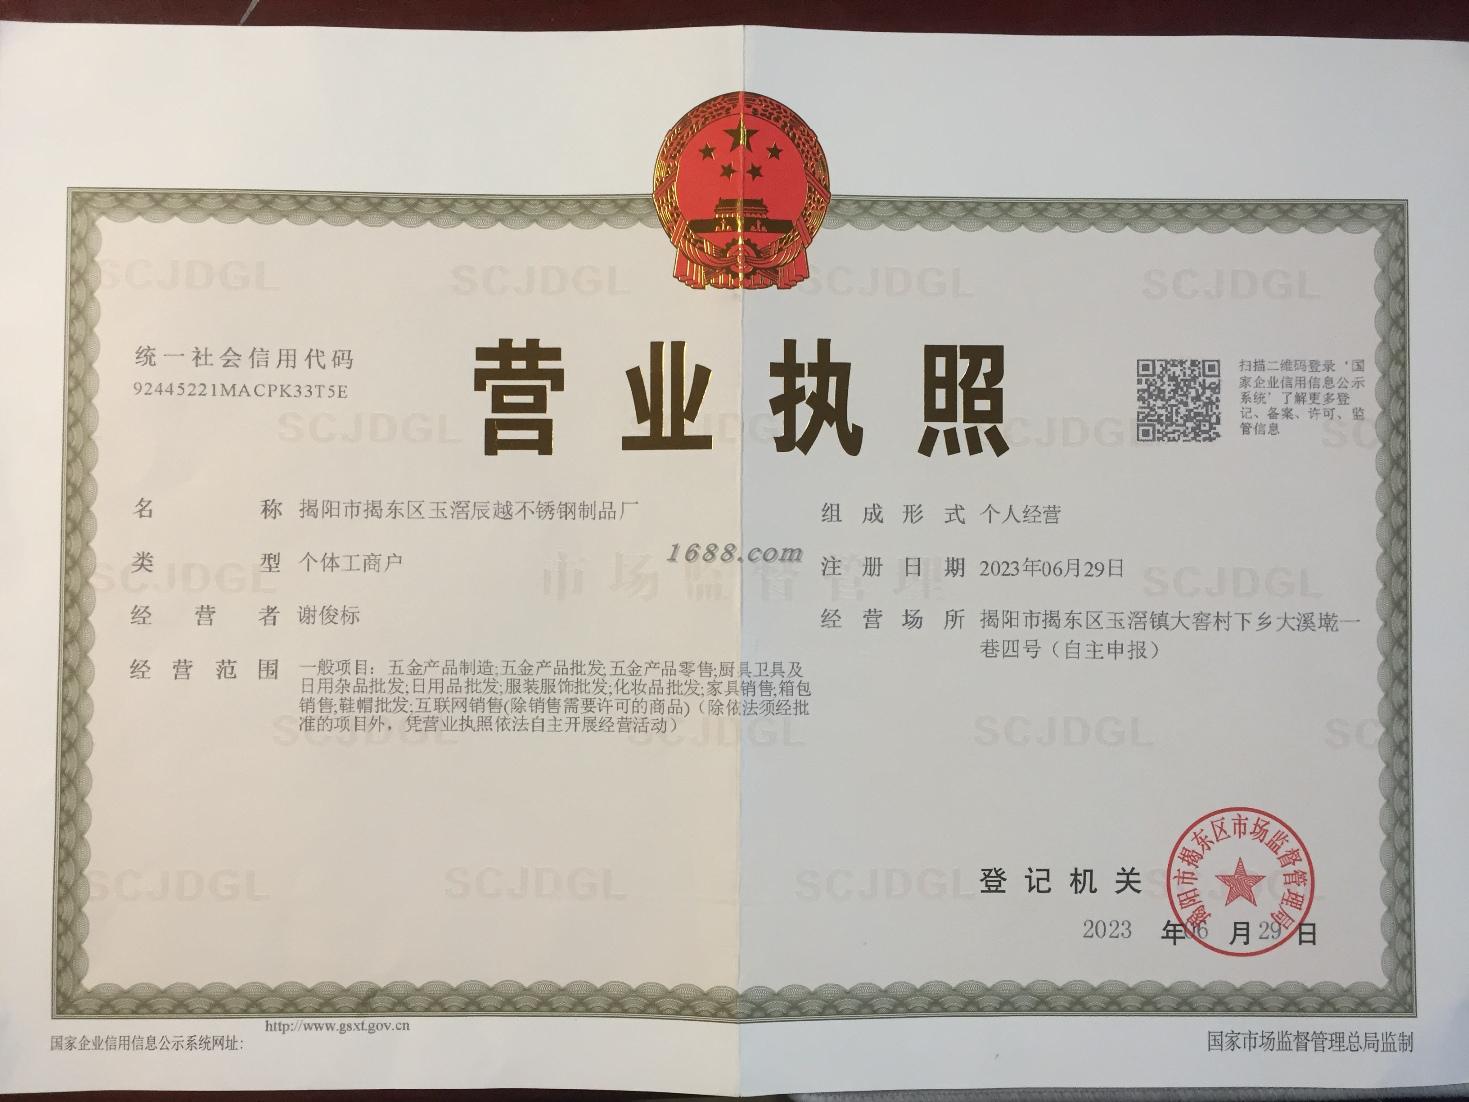 统一社会信用代码
92445221MACPK33T5E
营业执照
扫描二维码登录‘国
家企业信用信息公示
系统’了解更多登
记、备案、许可、监
管信息
名称 揭阳市揭东区玉滘辰越不锈钢制品厂
类型 个体工商户
经营者 谢俊标
经营范围 一般项目：五金产品制造;五金产品批发;五金产品零售;厨具卫具及
日用杂品批发;日用品批发;服装服饰批发;化妆品批发;家具销售;箱包
销售;鞋帽批发;互联网销售(除销售需要许可的商品)（除依法须经批
准的项目外，凭营业执照依法自主开展经营活动）
组成形式 个人经营
注册日期 2023年06月29日
经营场所 揭阳市揭东区玉滘镇大窖村下乡大溪墘一
巷四号（自主申报）
1688.com
市场监督管理
SCJDGL
登记机关
揭阳市揭东区市场监督管理局
2023 年06 月29日
http://www.gsxt.gov.cn
国家企业信用信息公示系统网址：
国家市场监督管理总局监制